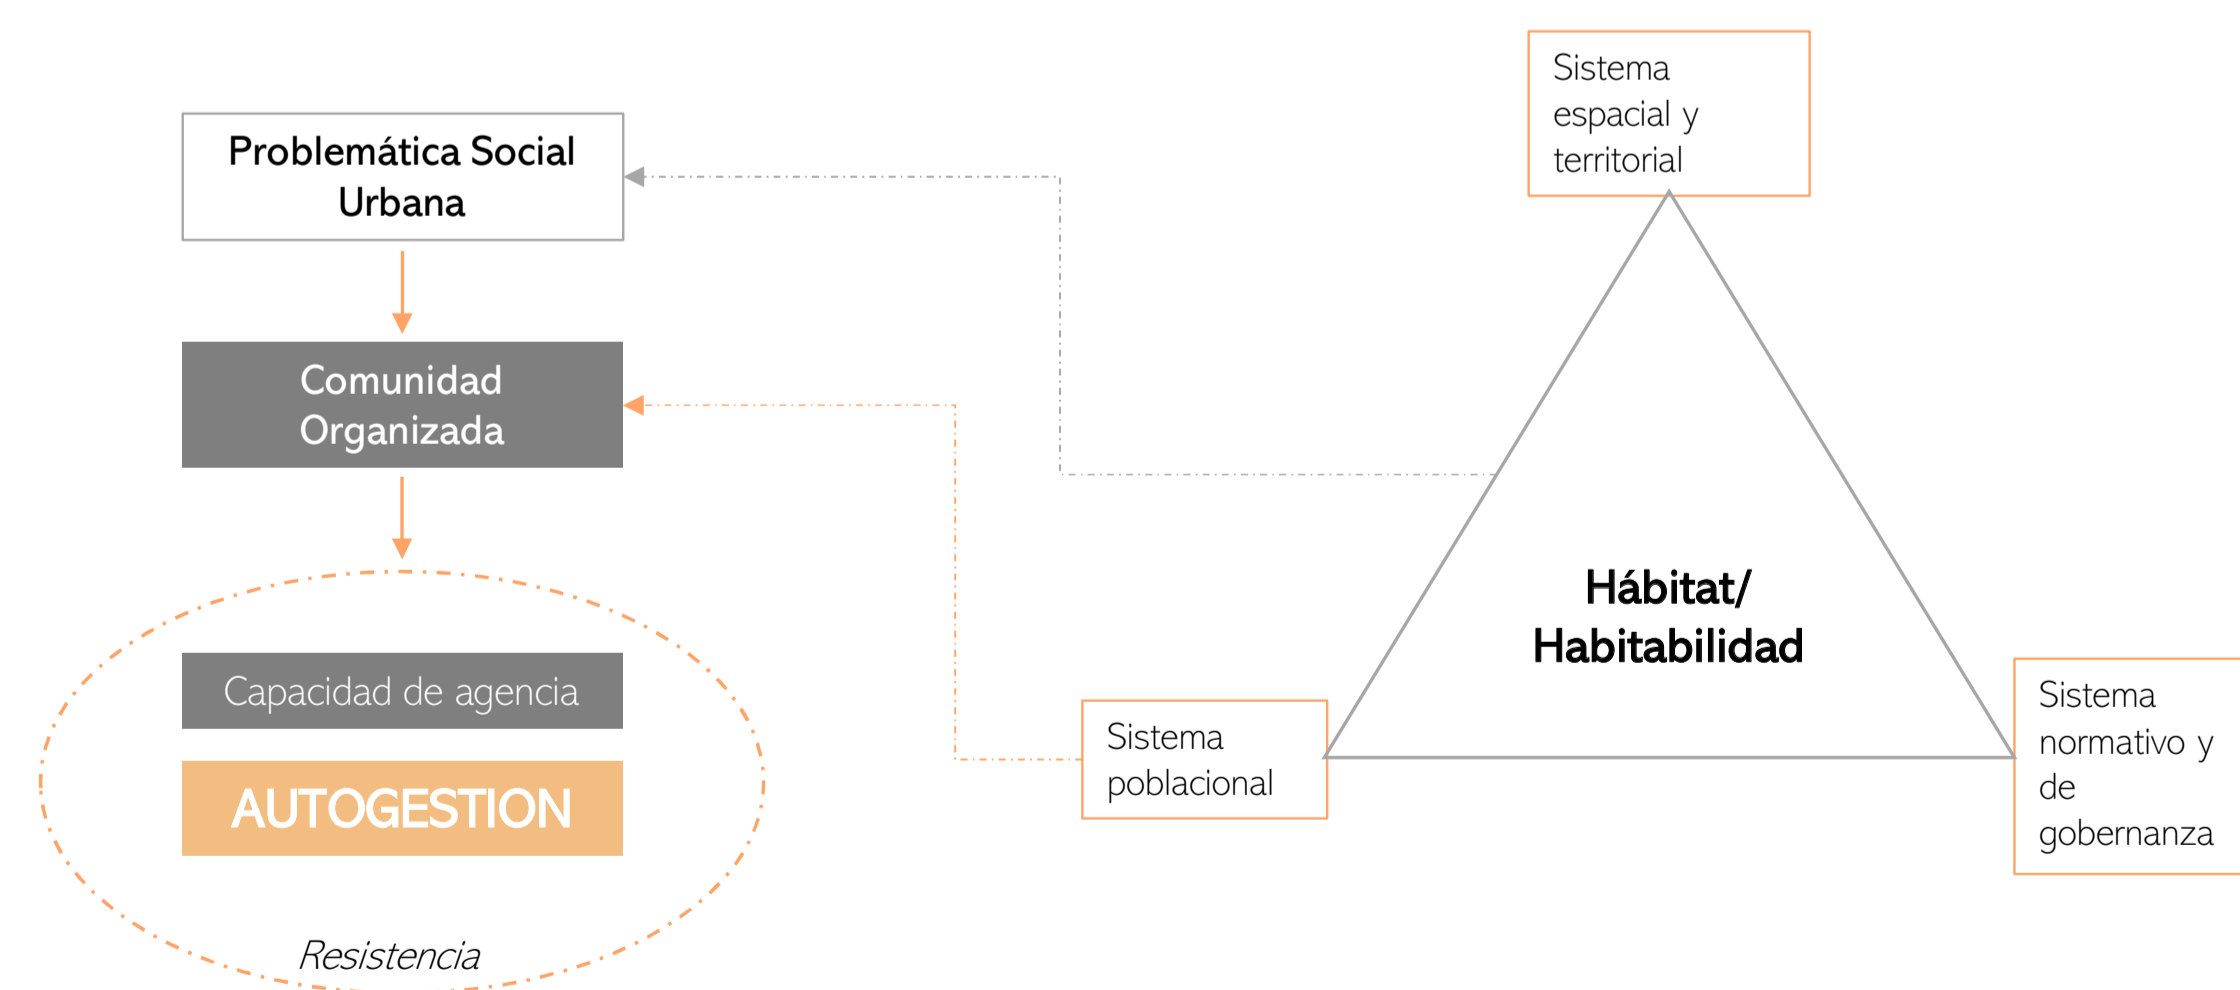 Problemática Social
Urbana
Comunidad
Organizada
Capacidad de agencia
AUTOGESTION
Resistencia
Sistema
espacial y
territorial
Hábitat/
Habitabilidad
Sistema
poblacional
Sistema
normativo y
de
gobernanza